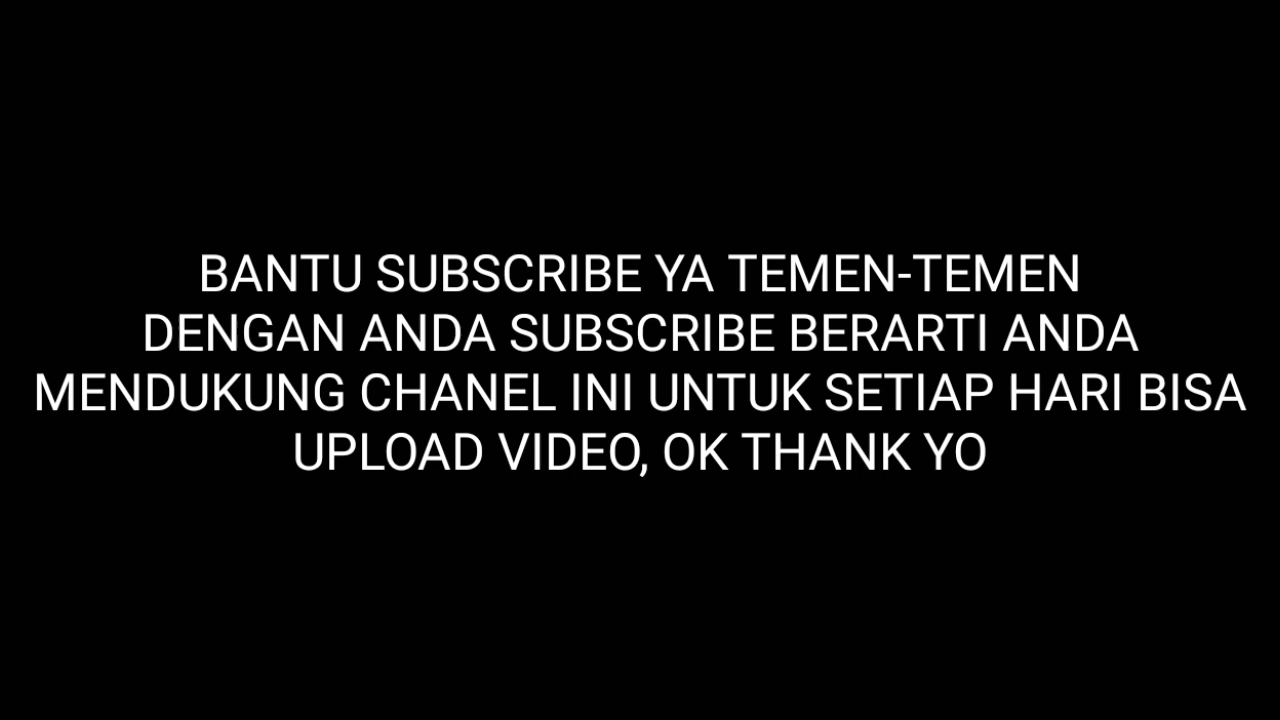 BANTU SUBSCRIBE YA TEMEN-TEMEN
DENGAN ANDA SUBSCRIBE BERARTI ANDA
MENDUKUNG CHANEL INI UNTUK SETIAP HARI BISA
UPLOAD VIDEO, OK THANK YO